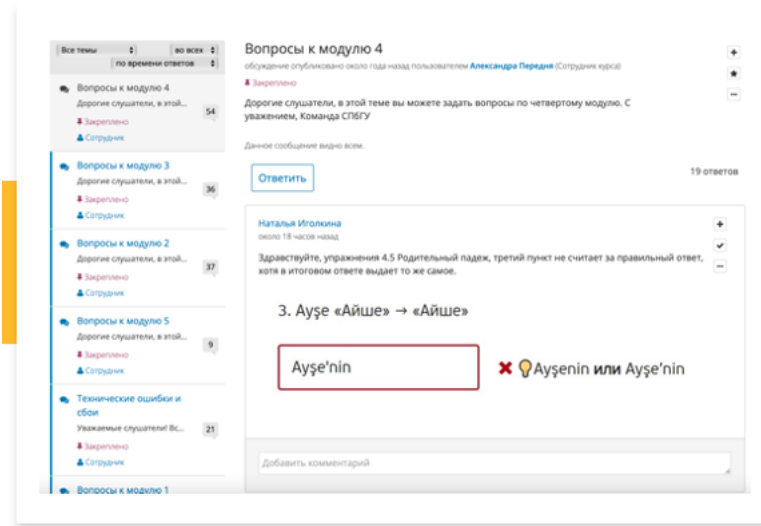 Все темы
во всех
по времени ответов
Вопросы к модулю 4
Дорогие слушатели, в этой...
54
Закреплено
Сотрудник
Вопросы к модулю 3
Дорогие слушатели, в этой...
36
Закреплено
Сотрудник
Вопросы к модулю 2
Дорогие слушатели, в этой...
37
Закреплено
Сотрудник
Вопросы к модулю 5
Дорогие слушатели, в этой...
9
Закреплено
Сотрудник
Технические ошибки и
сбои
Уважаемые слушатели! Вс...
21
Закреплено
Сотрудник
Вопросы к модулю 1
Вопросы к модулю 4
обсуждение опубликовано около года назад пользователем Александра Передня (Сотрудник курса)
Закреплено
Дорогие слушатели, в этой теме вы можете задать вопросы по четвертому модулю. С
уважением, Команда СПбГУ
Данное сообщение видно всем.
Ответить
19 ответов
Наталья Иголкина
около 18 часов назад
Здравствуйте, упражнения 4.5 Родительный падеж, третий пункт не считает за правильный ответ,
хотя в итоговом ответе выдает то же самое.
3. Ayşe «Айше» → «Айше»
Ayşe'nin
Ayşenin или Ayşe’nin
Добавить комментарий